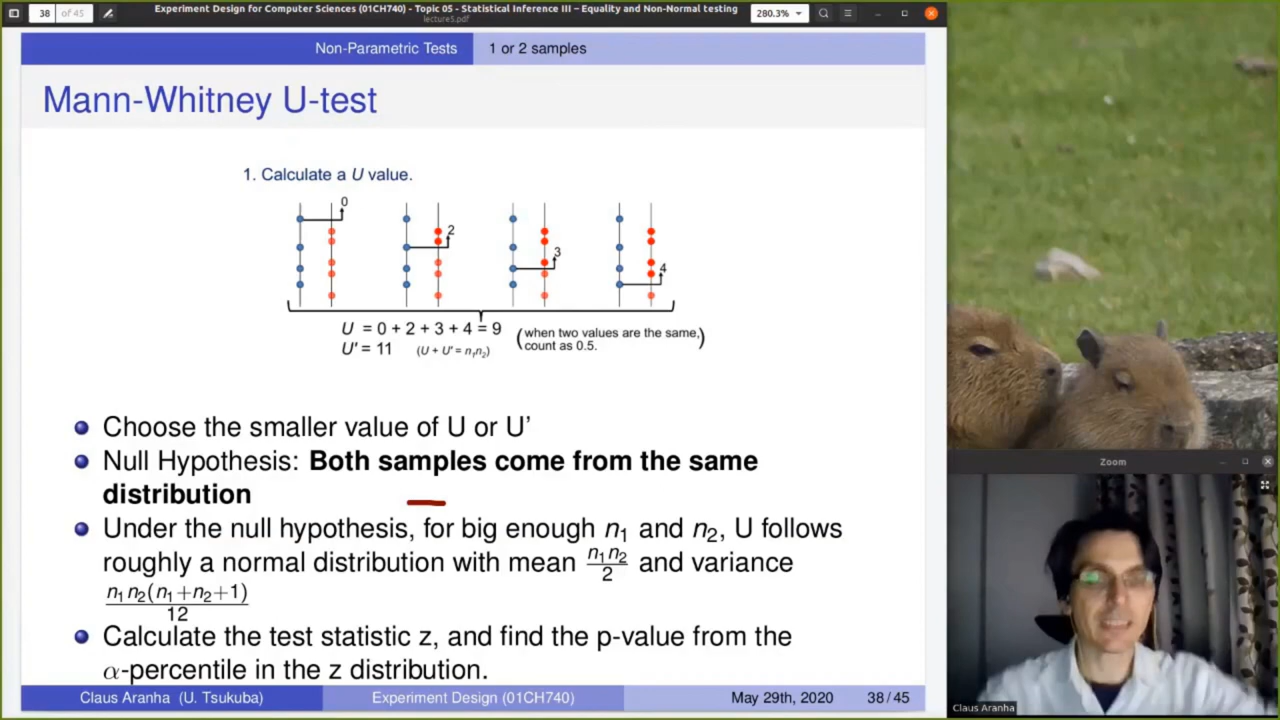 38 of 45
Experiment Design for Computer Sciences (01CH740) - Topic 05 - Statistical Inference III – Equality and Non-Normal testing
lecture5.pdf
280.3%
Non-Parametric Tests 1 or 2 samples
Mann-Whitney U-test
1. Calculate a U value.
0
2
3
4
U = 0 + 2 + 3 + 4 = 9
U' = 11 (U + U' = n₁n₂)
(when two values are the same,
count as 0.5.)
Choose the smaller value of U or U'
Null Hypothesis: Both samples come from the same
distribution
Under the null hypothesis, for big enough n₁ and n₂, U follows
roughly a normal distribution with mean n₁n₂/2 and variance
n₁n₂(n₁+n₂+1)/12
Calculate the test statistic z, and find the p-value from the
α-percentile in the z distribution.
Claus Aranha (U. Tsukuba) Experiment Design (01CH740) May 29th, 2020 38/45
Zoom
Claus Aranha